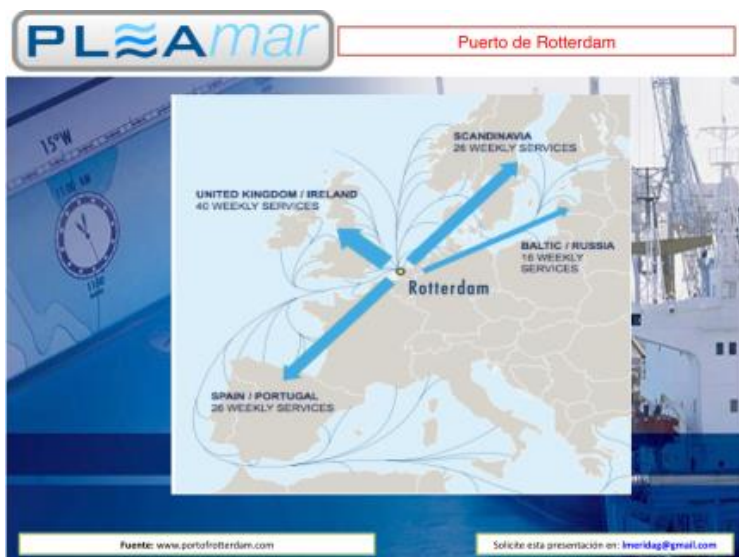 PLEAmar
Puerto de Rotterdam
15°W
1100
SCANDINAVIA
26 WEEKLY SERVICES
UNITED KINGDOM / IRELAND
40 WEEKLY SERVICES
BALTIC / RUSSIA
16 WEEKLY
SERVICES
Rotterdam
SPAIN / PORTUGAL
26 WEEKLY SERVICES
Fuente: www.portofrotterdam.com
Solicite esta presentación en: lmeridag@gmail.com